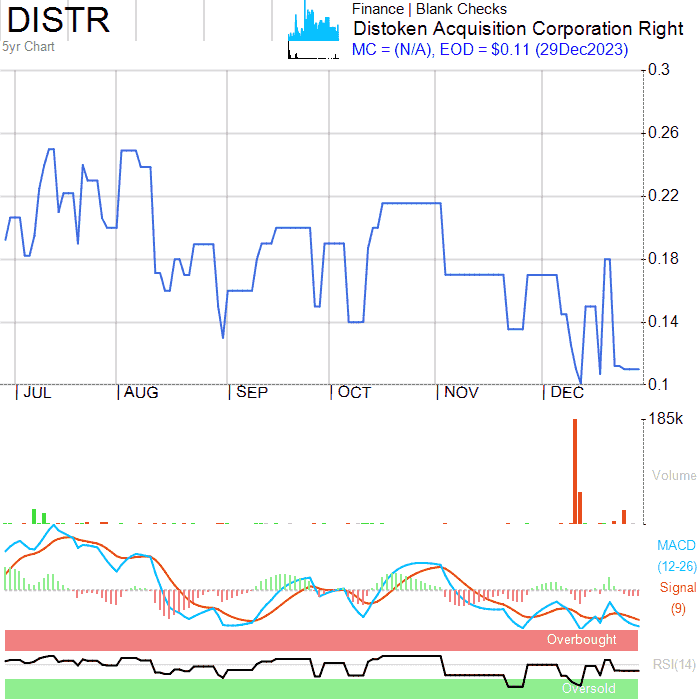 DISTR
5yr Chart
Finance | Blank Checks
Distoken Acquisition Corporation Right
MC = (N/A), EOD = $0.11 (29Dec2023)
0.3
0.26
0.22
0.18
0.14
0.1
JUL
AUG
SEP
OCT
NOV
DEC
185k
Volume
MACD
(12-26)
Signal
(9)
Overbought
RSI(14)
Oversold